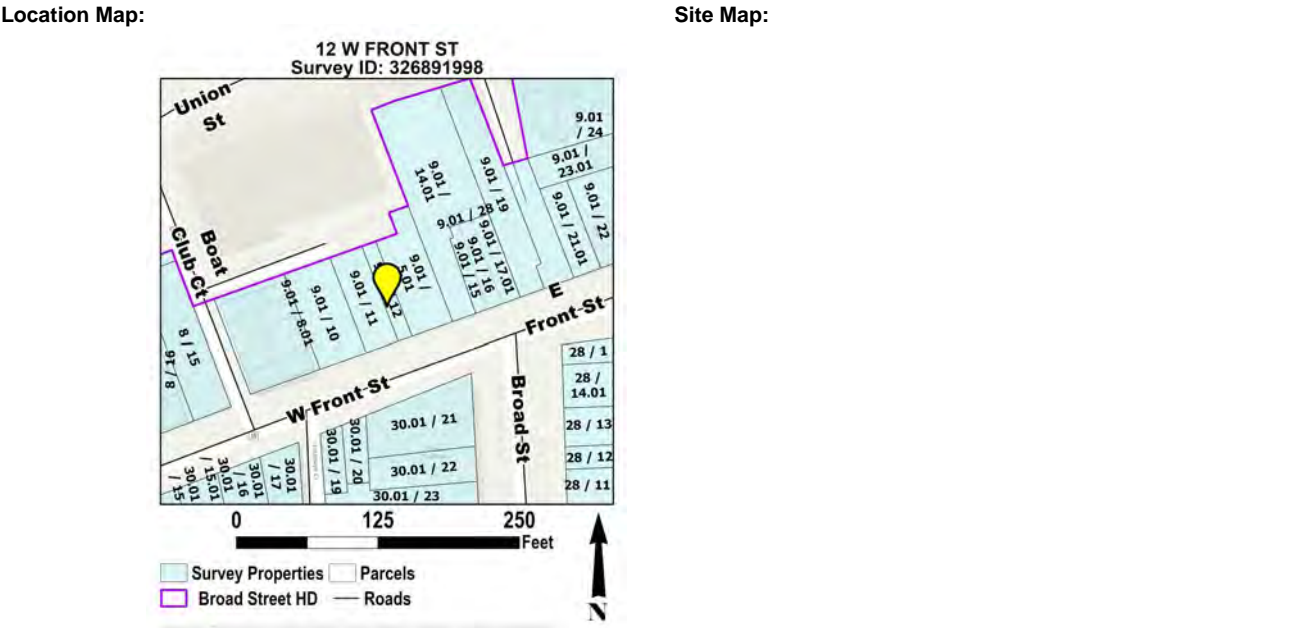 Location Map:
Site Map:
12 W FRONT ST
Survey ID: 326891998
Union
St
Boat
Club Ct
9.01
/ 24
9.01 /
23.01
9.01 / 22
9.01 / 21.01
9.01 /
14.01
9.01 / 19
9.01 / 28
9.01 / 17.01
9.01 / 16
9.01 / 15
9.01 /
5.01
12
9.01 / 11
9.01 / 10
9.01 / 8.01
8 / 15
8 / 16
E
Front St
W Front St
Broad St
28 / 1
28 /
14.01
28 / 13
28 / 12
28 / 11
30.01 / 21
30.01 / 22
30.01 / 23
30.01 / 20
30.01 / 19
30.01
/ 17
30.01
/ 16
30.01
/ 15.01
30.01
/ 15
0 125 250
Feet
Survey Properties Parcels
Broad Street HD Roads
N